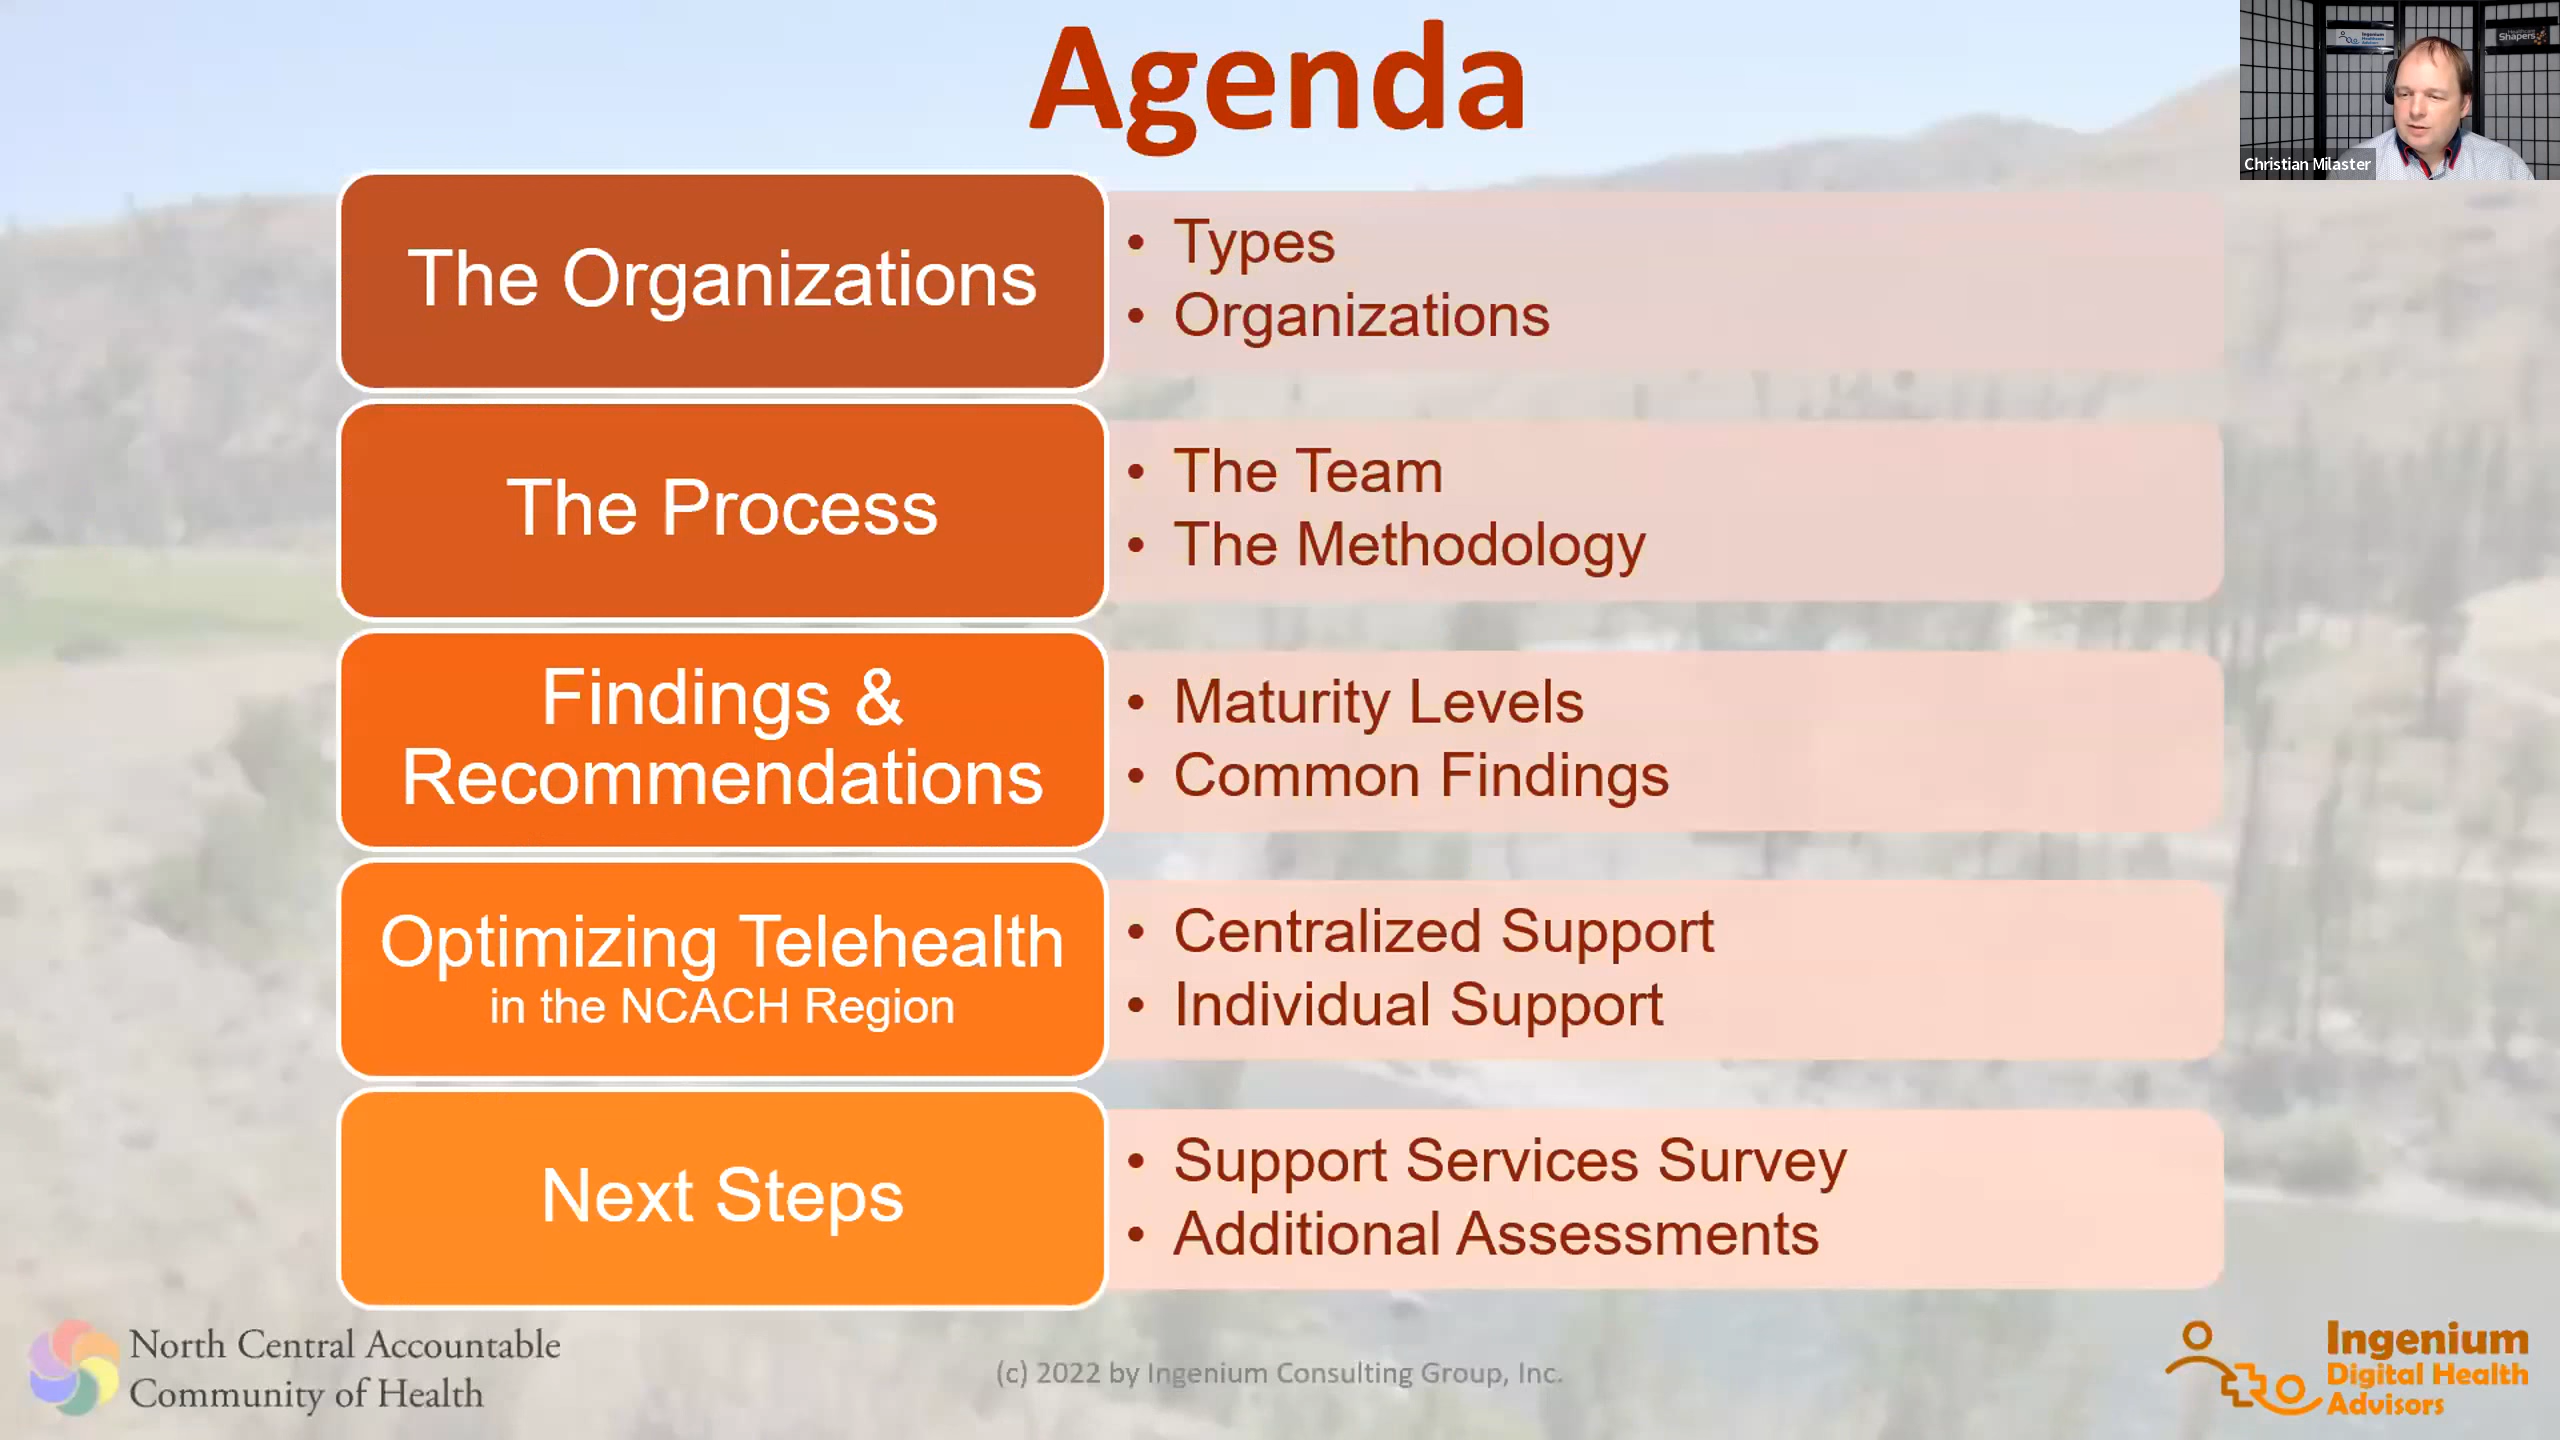 Agenda
Ingenium
Shapers
Christian Milaster
The Organizations
• Types
• Organizations
The Process
• The Team
• The Methodology
Findings &
Recommendations
• Maturity Levels
• Common Findings
Optimizing Telehealth
in the NCACH Region
• Centralized Support
• Individual Support
Next Steps
• Support Services Survey
• Additional Assessments
North Central Accountable
Community of Health
(c) 2022 by Ingenium Consulting Group, Inc.
Ingenium
Digital Health
Advisors